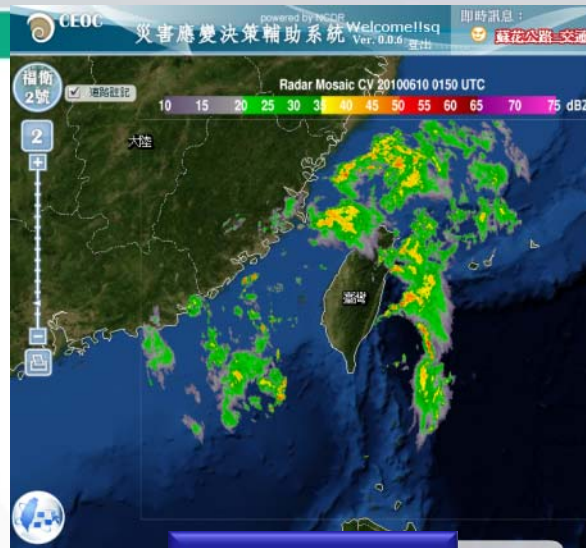 CEOC
powered by NCDR
災害應變決策輔助系統
Welcome!!sq
Ver. 0.0.6
登出
即時訊息：
蘇花公路-交通
福衛
2號
道路註記
Radar Mosaic CV 20100610 0150 UTC
10 15 20 25 30 35 40 45 50 55 60 65 70 75 dBZ
2
大陸
臺灣